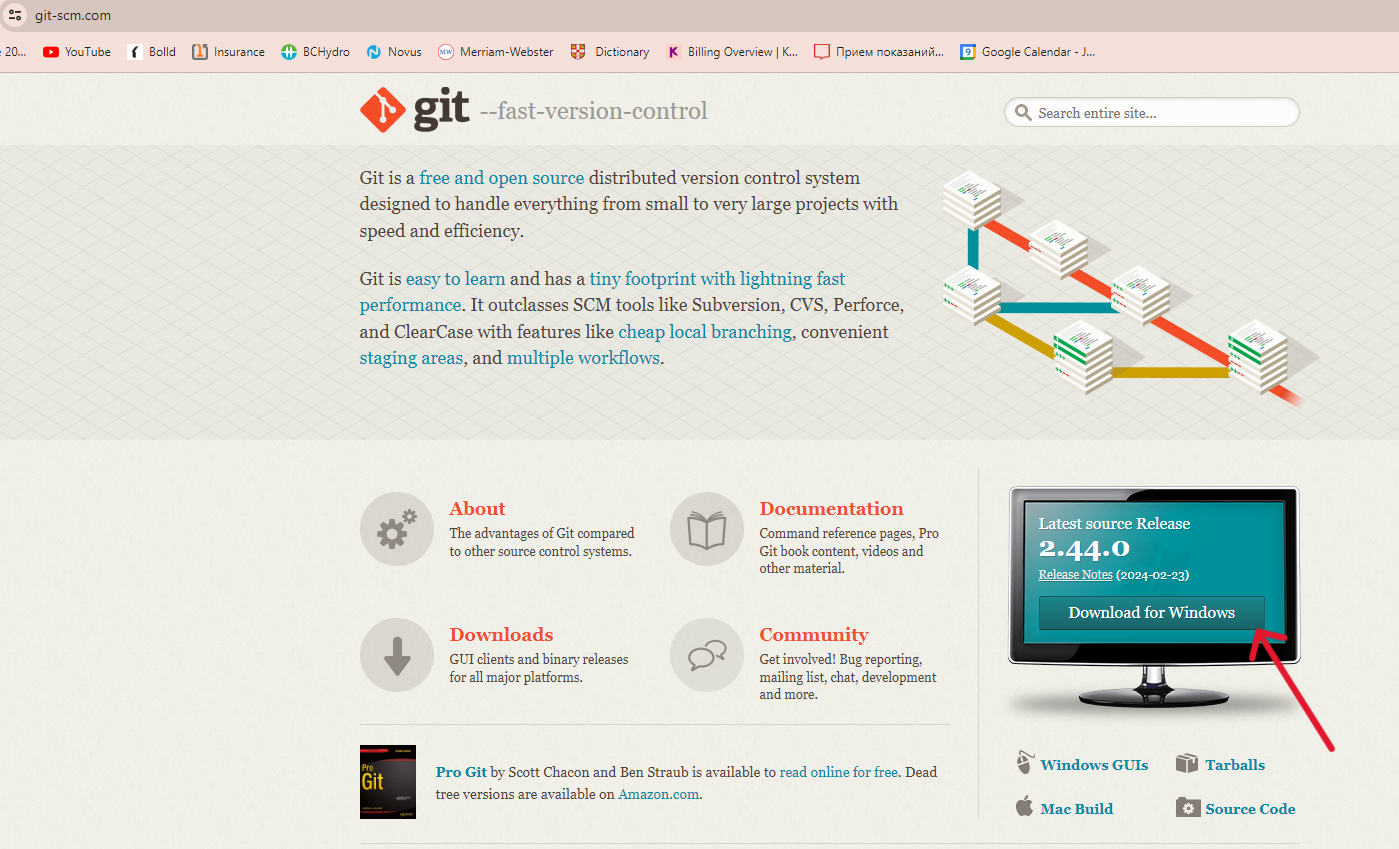 git-scm.com
20...
YouTube
Bolld
Insurance
BCHydro
Novus
MW
Merriam-Webster
Dictionary
K
Billing Overview | K...
Прием показаний...
9
Google Calendar - J...
git --fast-version-control
Search entire site...
Git is a free and open source distributed version control system
designed to handle everything from small to very large projects with
speed and efficiency.
Git is easy to learn and has a tiny footprint with lightning fast
performance. It outclasses SCM tools like Subversion, CVS, Perforce,
and ClearCase with features like cheap local branching, convenient
staging areas, and multiple workflows.
About
The advantages of Git compared
to other source control systems.
Documentation
Command reference pages, Pro
Git book content, videos and
other material.
Downloads
GUI clients and binary releases
for all major platforms.
Community
Get involved! Bug reporting,
mailing list, chat, development
and more.
Latest source Release
2.44.0
Release Notes (2024-02-23)
Download for Windows
Pro
Git
Pro Git by Scott Chacon and Ben Straub is available to read online for free. Dead
tree versions are available on Amazon.com.
Windows GUIs
Tarballs
Mac Build
Source Code